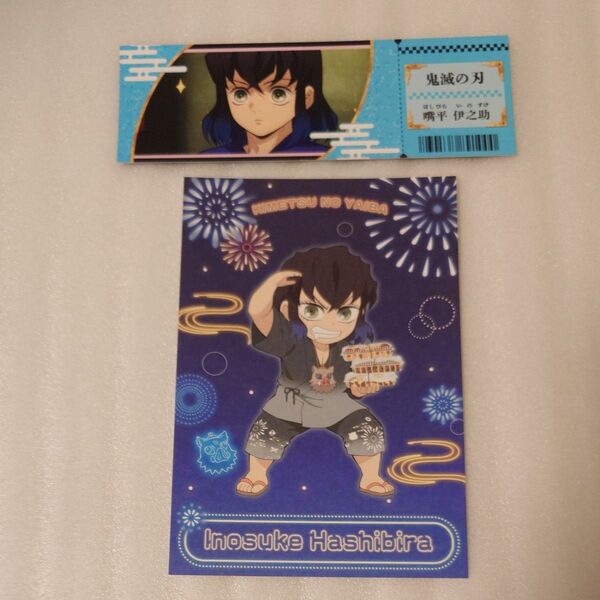 鬼滅の刃
はしびら いのすけ
嘴平 伊之助
KIMETSU NO YAIBA
Inosuke Hashibira